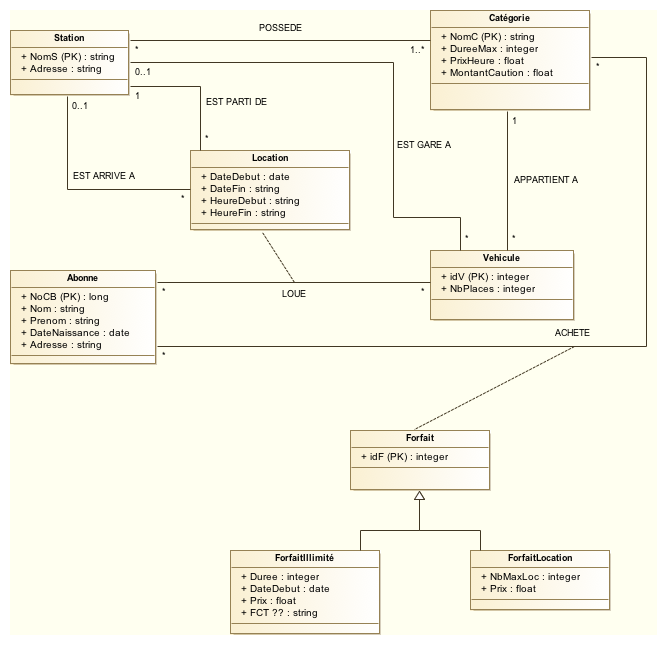 Catégorie
+ NomC (PK) : string
+ DureeMax : integer
+ PrixHeure : float
+ MontantCaution : float
Station
+ NomS (PK) : string
+ Adresse : string
POSSEDE
*
1..*
0..1
1
0..1
*
1
EST PARTI DE
*
EST GARE A
APPARTIENT A
Location
+ DateDebut : date
+ DateFin : string
+ HeureDebut : string
+ HeureFin : string
EST ARRIVE A
*
*
*
Vehicule
+ idV (PK) : integer
+ NbPlaces : integer
Abonne
+ NoCB (PK) : long
+ Nom : string
+ Prenom : string
+ DateNaissance : date
+ Adresse : string
*
LOUE
*
ACHETE
*
Forfait
+ idF (PK) : integer
ForfaitIllimité
+ Duree : integer
+ DateDebut : date
+ Prix : float
+ FCT ?? : string
ForfaitLocation
+ NbMaxLoc : integer
+ Prix : float